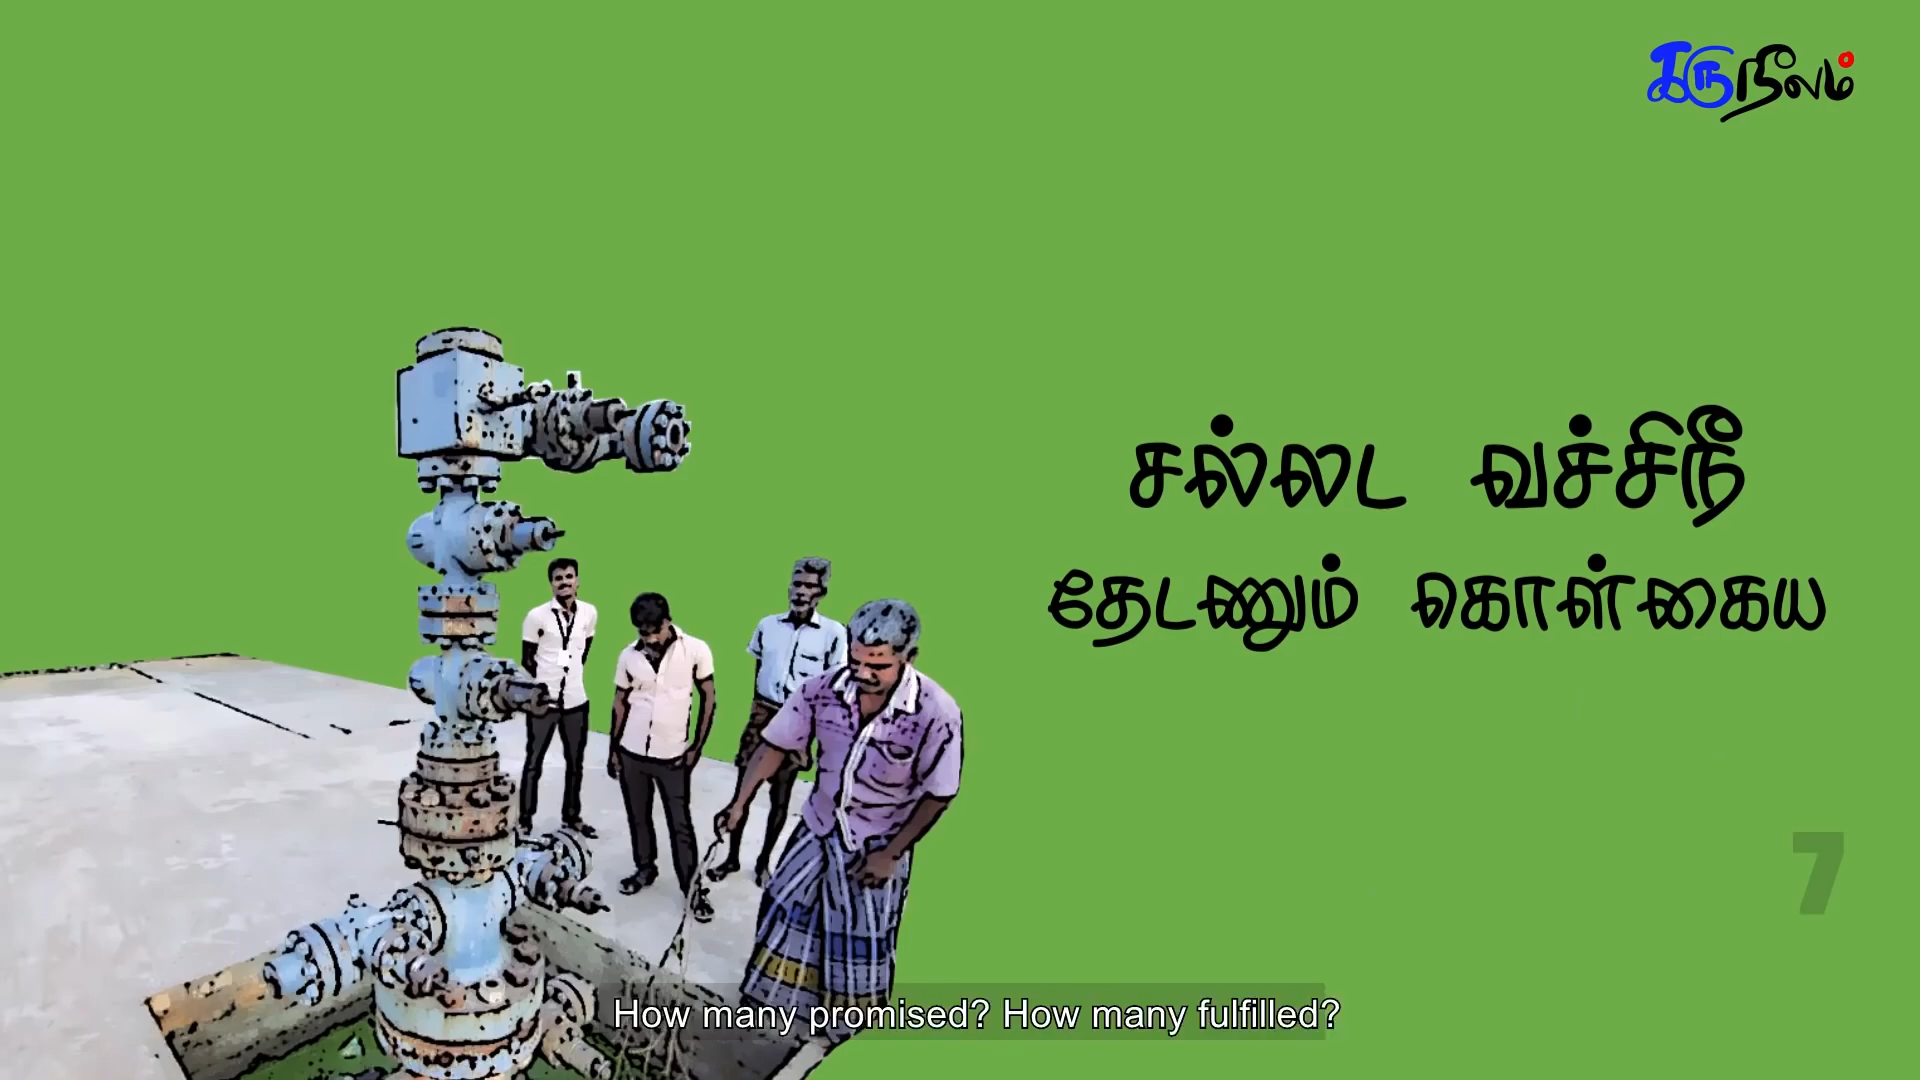 கருநீலம்
சல்லட வச்சிநீ
தேடணும் கொள்கைய
7
How many promised? How many fulfilled?